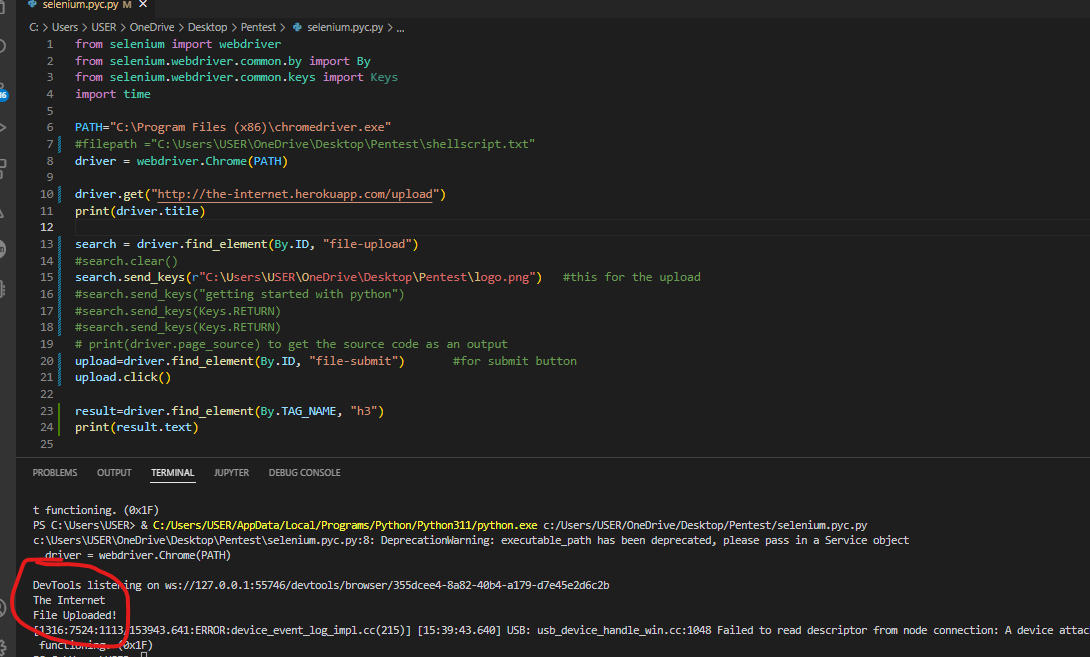 selenium.pyc.py M ×
C: > Users > USER > OneDrive > Desktop > Pentest > selenium.pyc.py > ...
1 from selenium import webdriver
2 from selenium.webdriver.common.by import By
3 from selenium.webdriver.common.keys import Keys
4 import time
5
6 PATH="C:\Program Files (x86)\chromedriver.exe"
7 #filepath ="C:\Users\USER\OneDrive\Desktop\Pentest\shellscript.txt"
8 driver = webdriver.Chrome(PATH)
9
10 driver.get("http://the-internet.herokuapp.com/upload")
11 print(driver.title)
12
13 search = driver.find_element(By.ID, "file-upload")
14 #search.clear()
15 search.send_keys(r"C:\Users\USER\OneDrive\Desktop\Pentest\logo.png") #this for the upload
16 #search.send_keys("getting started with python")
17 #search.send_keys(Keys.RETURN)
18 #search.send_keys(Keys.RETURN)
19 # print(driver.page_source) to get the source code as an output
20 upload=driver.find_element(By.ID, "file-submit") #for submit button
21 upload.click()
22
23 result=driver.find_element(By.TAG_NAME, "h3")
24 print(result.text)
25
PROBLEMS OUTPUT TERMINAL JUPYTER DEBUG CONSOLE
t functioning. (0x1F)
PS C:\Users\USER> & C:/Users/USER/AppData/Local/Programs/Python/Python311/python.exe c:/Users/USER/OneDrive/Desktop/Pentest/selenium.pyc.py
c:\Users\USER\OneDrive\Desktop\Pentest\selenium.pyc.py:8: DeprecationWarning: executable_path has been deprecated, please pass in a Service object
driver = webdriver.Chrome(PATH)
DevTools listening on ws://127.0.0.1:55746/devtools/browser/355dcee4-8a82-40b4-a179-d7e45e2d6c2b
The Internet
File Uploaded!
[1316:7524:1113/153943.641:ERROR:device_event_log_impl.cc(215)] [15:39:43.640] USB: usb_device_handle_win.cc:1048 Failed to read descriptor from node connection: A device attac
functioning. (0x1F)